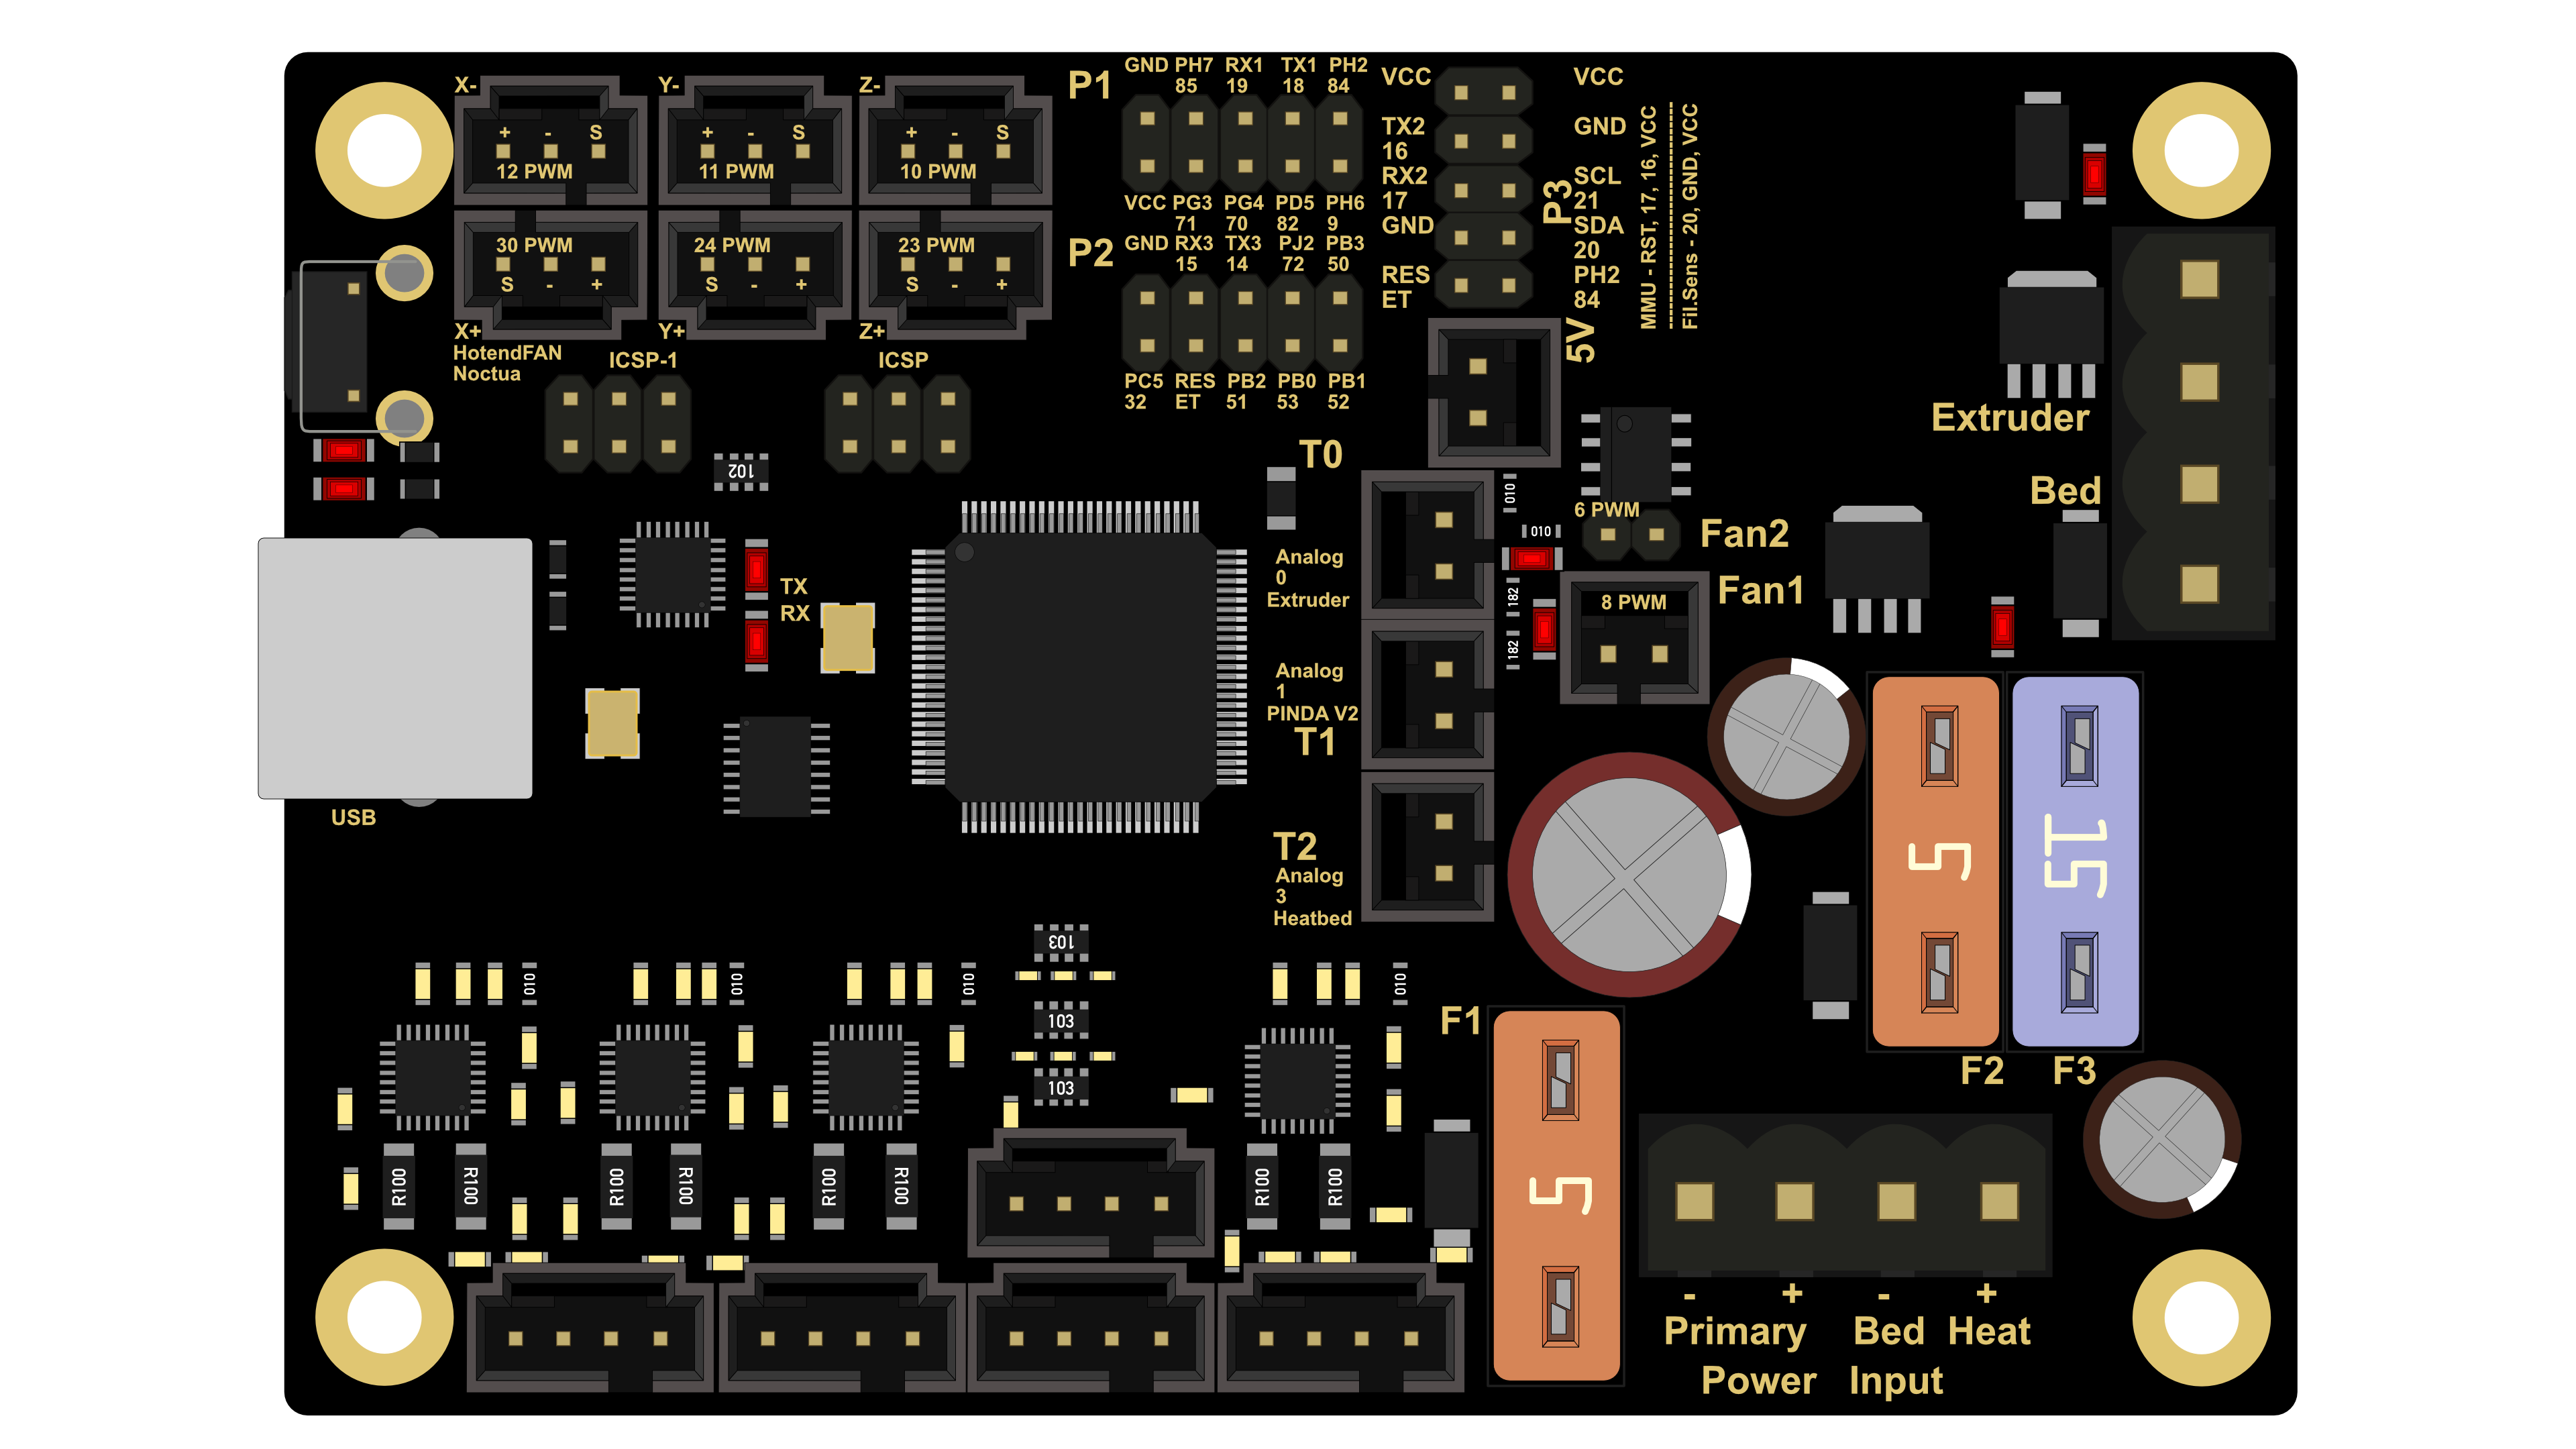 X-
+ - S
12 PWM
Y-
+ - S
11 PWM
Z-
+ - S
10 PWM
30 PWM
S - +
X+
HotendFAN
Noctua
24 PWM
S - +
Y+
23 PWM
S - +
Z+
ICSP-1
ICSP
P1
GND PH7 RX1 TX1 PH2
85 19 18 84
VCC PG3 PG4 PD5 PH6
71 70 82 9
P2
GND RX3 TX3 PJ2 PB3
15 14 72 50
PC5 RES PB2 PB0 PB1
32 ET 51 53 52
VCC
TX2
16
RX2
17
GND
RES
ET
P3
VCC
GND
SCL
21
SDA
20
PH2
84
MMU - RST, 17, 16, VCC
Fil.Sens - 20, GND, VCC
5V
Extruder
Bed
102
T0
010
010
6 PWM
Fan2
Analog
0
Extruder
182
182
8 PWM
Fan1
TX
RX
Analog
1
PINDA V2
T1
USB
T2
Analog
3
Heatbed
5
15
F2
F3
103
103
103
010
010
010
010
F1
5
R100
R100
R100
R100
R100
R100
R100
R100
- + - +
Primary Bed Heat
Power Input